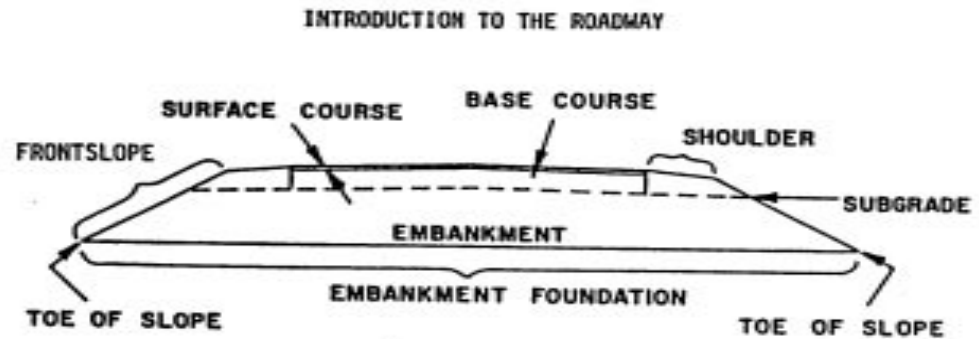 INTRODUCTION TO THE ROADWAY
SURFACE COURSE
BASE COURSE
SHOULDER
FRONTSLOPE
SUBGRADE
EMBANKMENT
EMBANKMENT FOUNDATION
TOE OF SLOPE
TOE OF SLOPE